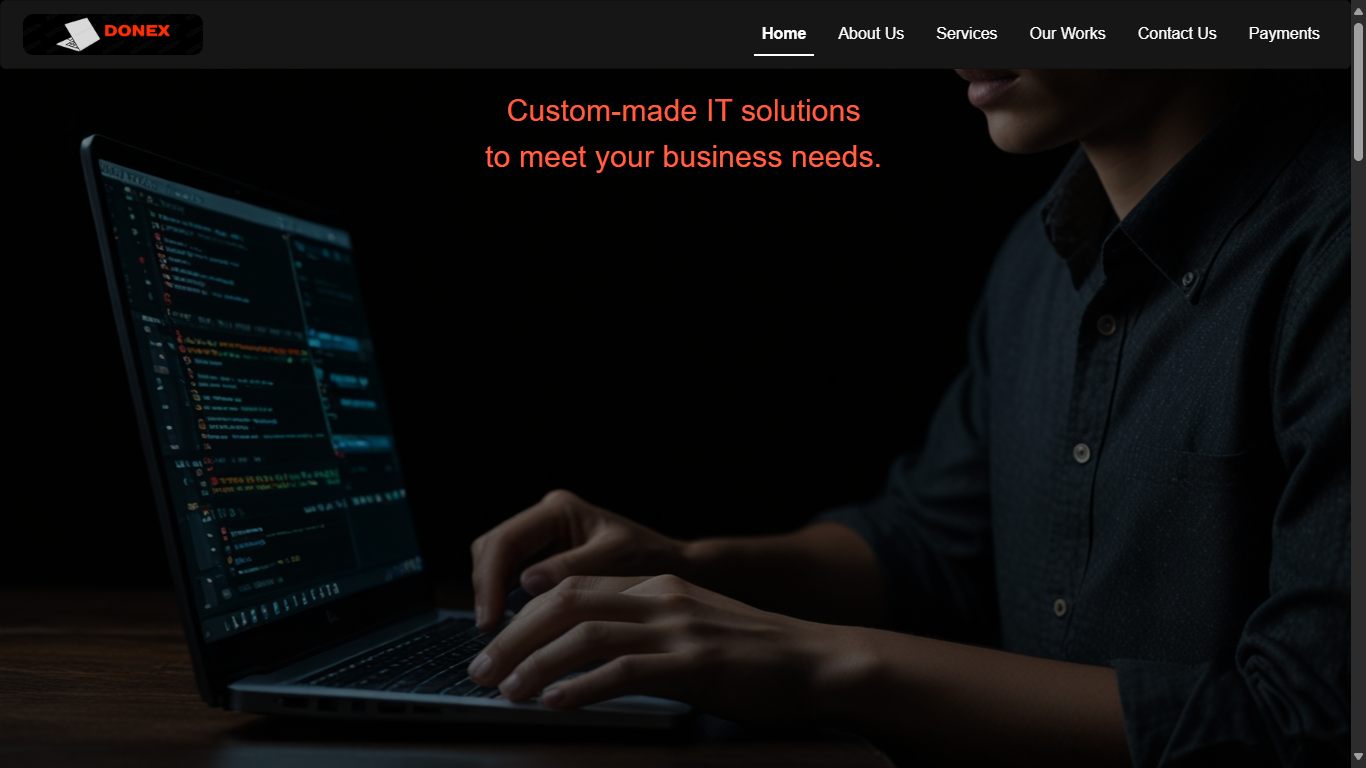 DONEX
Home About Us Services Our Works Contact Us Payments
Custom-made IT solutions
to meet your business needs.